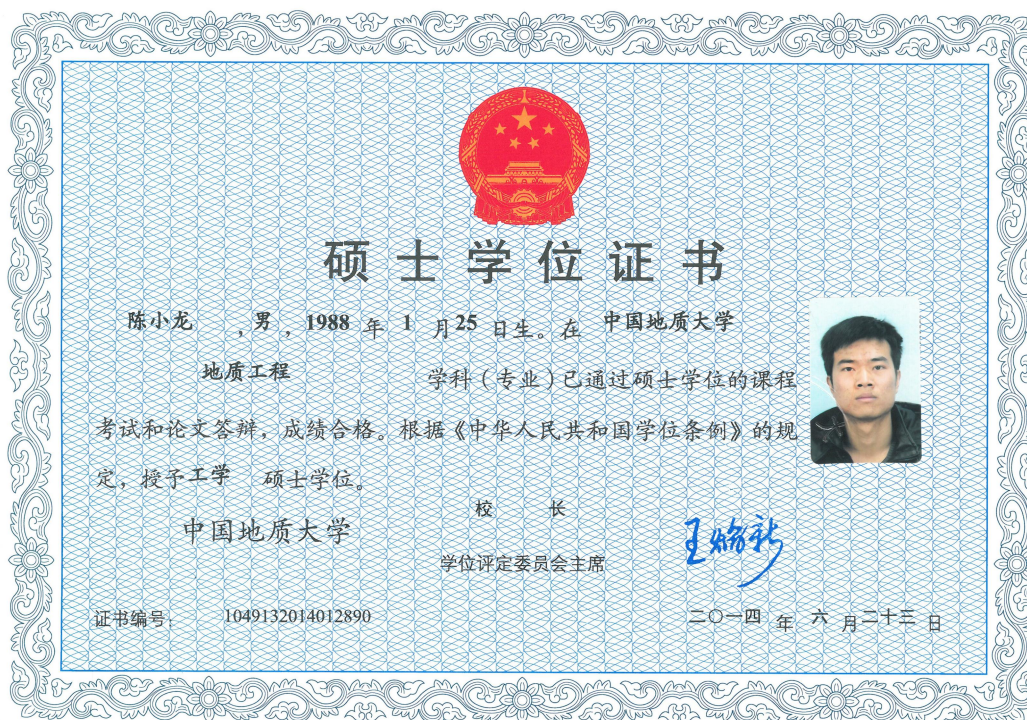 硕士学位证书
陈小龙，男，1988 年 1 月25 日生。在 中国地质大学
地质工程 学科（专业）已通过硕士学位的课程
考试和论文答辩，成绩合格。根据《中华人民共和国学位条例》的规
定，授予工学 硕士学位。
校 长
中国地质大学
王焰新
学位评定委员会主席
证书编号： 1049132014012890
二〇一四 年 六 月二十三 日